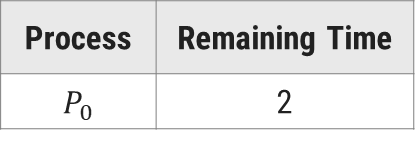 Process Remaining Time
P₀ 2